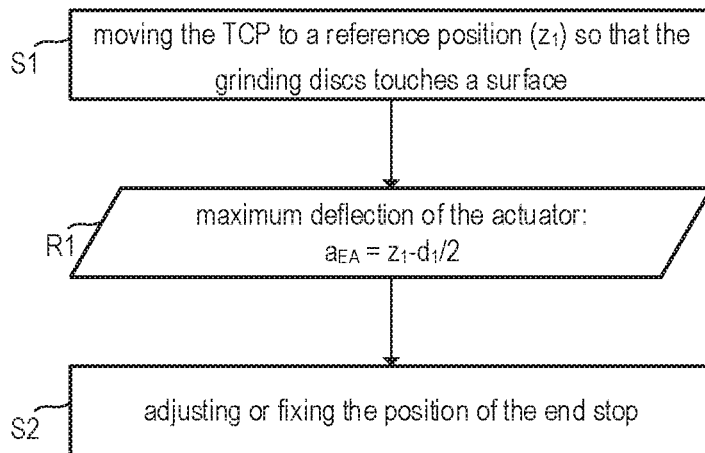 moving the TCP to a reference position (z₁) so that the
S1
grinding discs touches a surface
maximum deflection of the actuator:
R1
aEA = z₁-d₁/2
adjusting or fixing the position of the end stop
S2